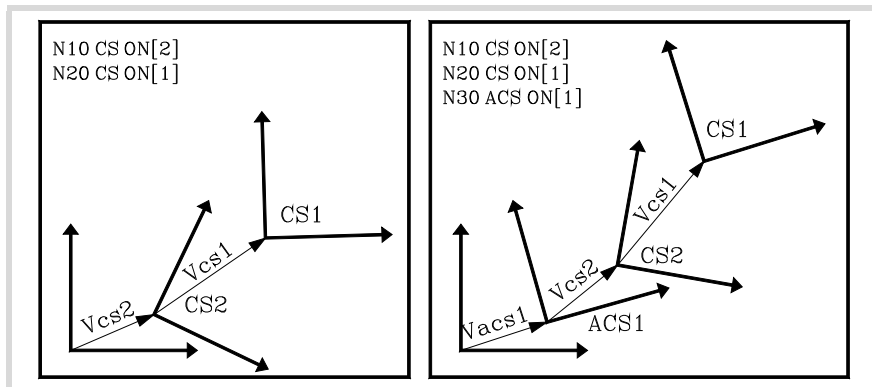 N10 CS ON[2]
N20 CS ON[1]
CS1
Vcs1
CS2
Vcs2
N10 CS ON[2]
N20 CS ON[1]
N30 ACS ON[1]
CS1
Vcs1
CS2
Vcs2
ACS1
Vacs1